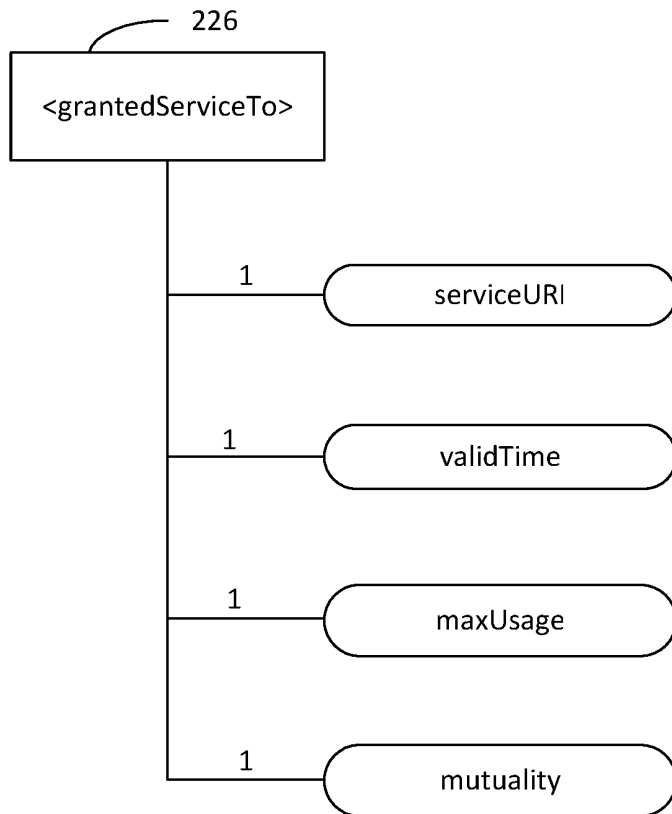 226
<grantedServiceTo>
1
serviceURI
1
validTime
1
maxUsage
1
mutuality